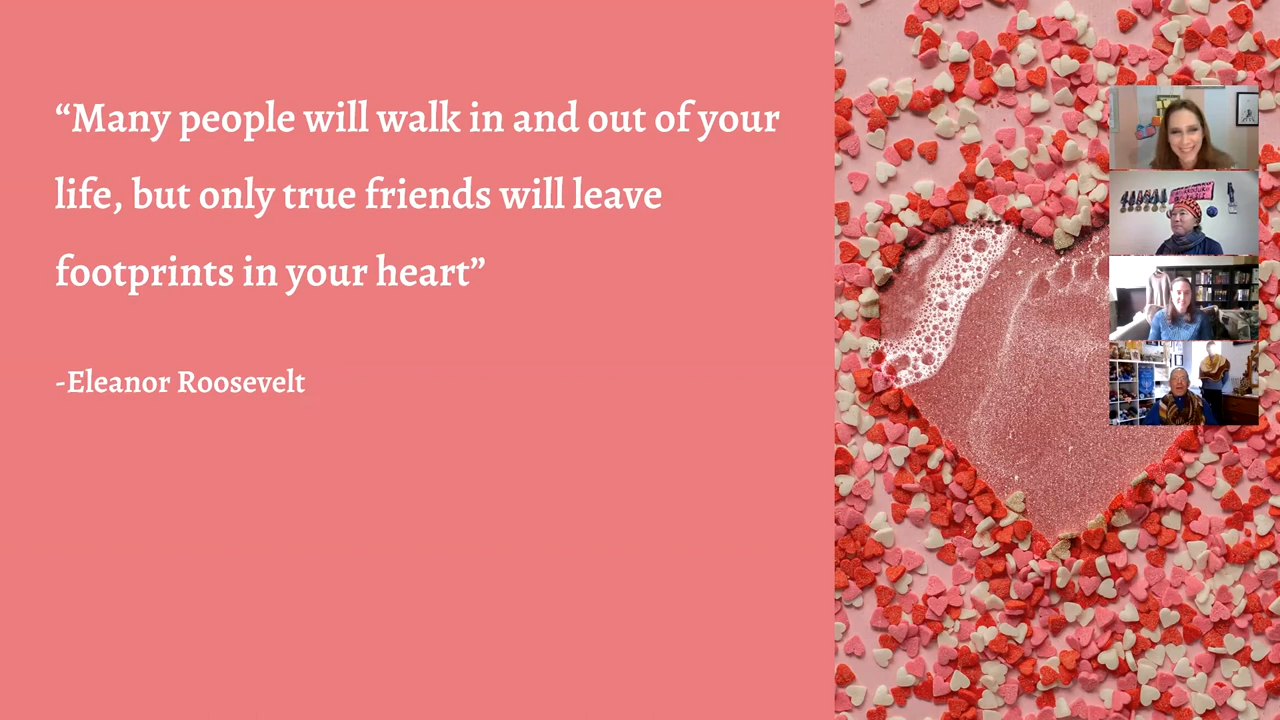 “Many people will walk in and out of your
life, but only true friends will leave
footprints in your heart”
-Eleanor Roosevelt